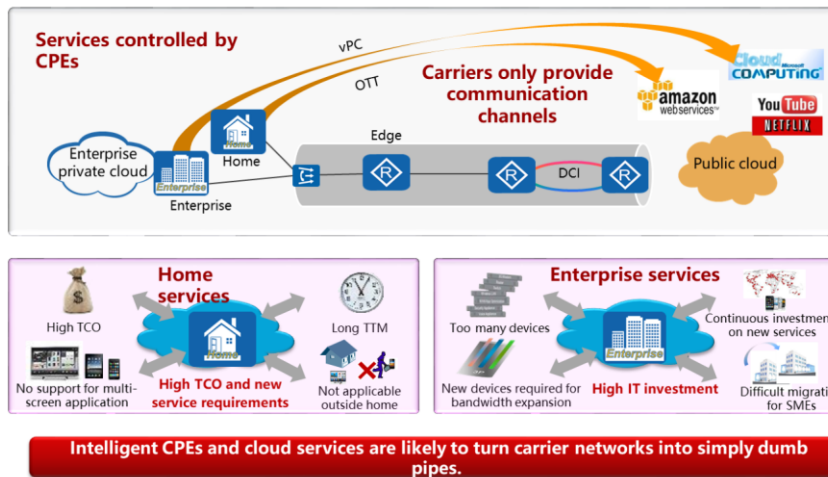 Services controlled by
CPEs
vPC
OTT
Carriers only provide
communication
channels
Cloud
Microsoft
COMPUTING
amazon
webservices
You Tube
NETFLIX
Enterprise
private cloud
Home
Home
Enterprise
Enterprise
Edge
R
R
DCI
R
Public cloud
Home
services
$
High TCO
Long TTM
Home
No support for multi-
screen application
High TCO and new
service requirements
Not applicable
outside home
Enterprise services
Too many devices
Continuous investment
on new services
Enterprise
New devices required for
bandwidth expansion
High IT investment
Difficult migrati
for SMEs
Intelligent CPEs and cloud services are likely to turn carrier networks into simply dumb
pipes.